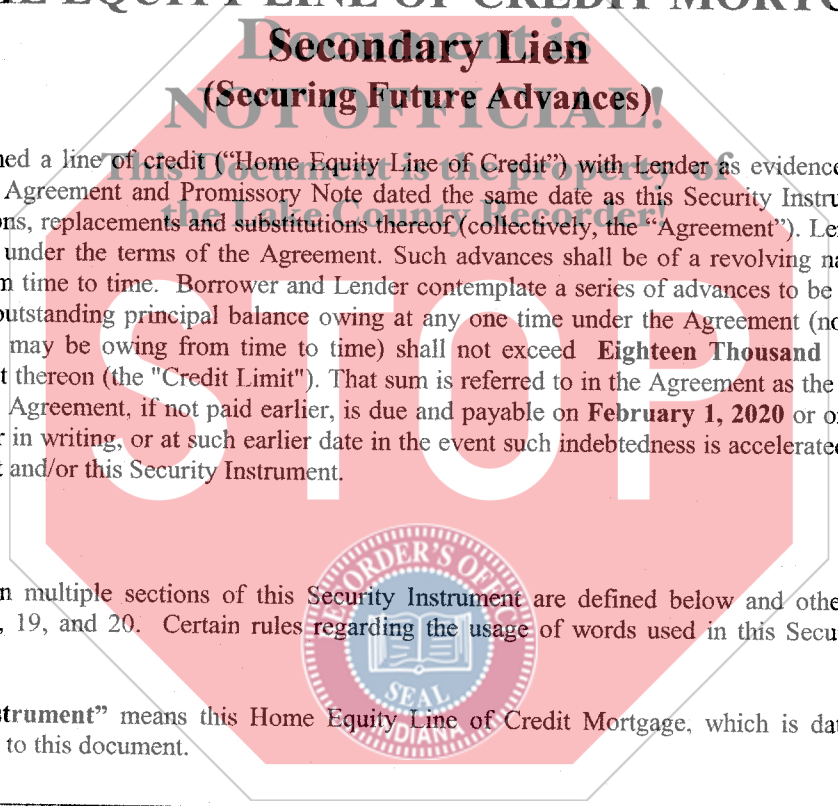 HOME EQUITY LINE OF CREDIT MORTG
Secondary Lien
(Securing Future Advances)
Document is
NOT OFFICIAL!
This Document is the property of
the Lake County Recorder!
ned a line of credit (“Home Equity Line of Credit”) with Lender as evidence
Agreement and Promissory Note dated the same date as this Security Instru
ons, replacements and substitutions thereof (collectively, the “Agreement”). Le
under the terms of the Agreement. Such advances shall be of a revolving na
m time to time. Borrower and Lender contemplate a series of advances to be
outstanding principal balance owing at any one time under the Agreement (no
may be owing from time to time) shall not exceed Eighteen Thousand
t thereon (the "Credit Limit"). That sum is referred to in the Agreement as the
Agreement, if not paid earlier, is due and payable on February 1, 2020 or o
r in writing, or at such earlier date in the event such indebtedness is accelerate
t and/or this Security Instrument.
STOP
n multiple sections of this Security Instrument are defined below and othe
, 19, and 20. Certain rules regarding the usage of words used in this Secu
strument” means this Home Equity Line of Credit Mortgage, which is dat
to this document.
RECORDER'S OFFICE
SEAL
INDIANA